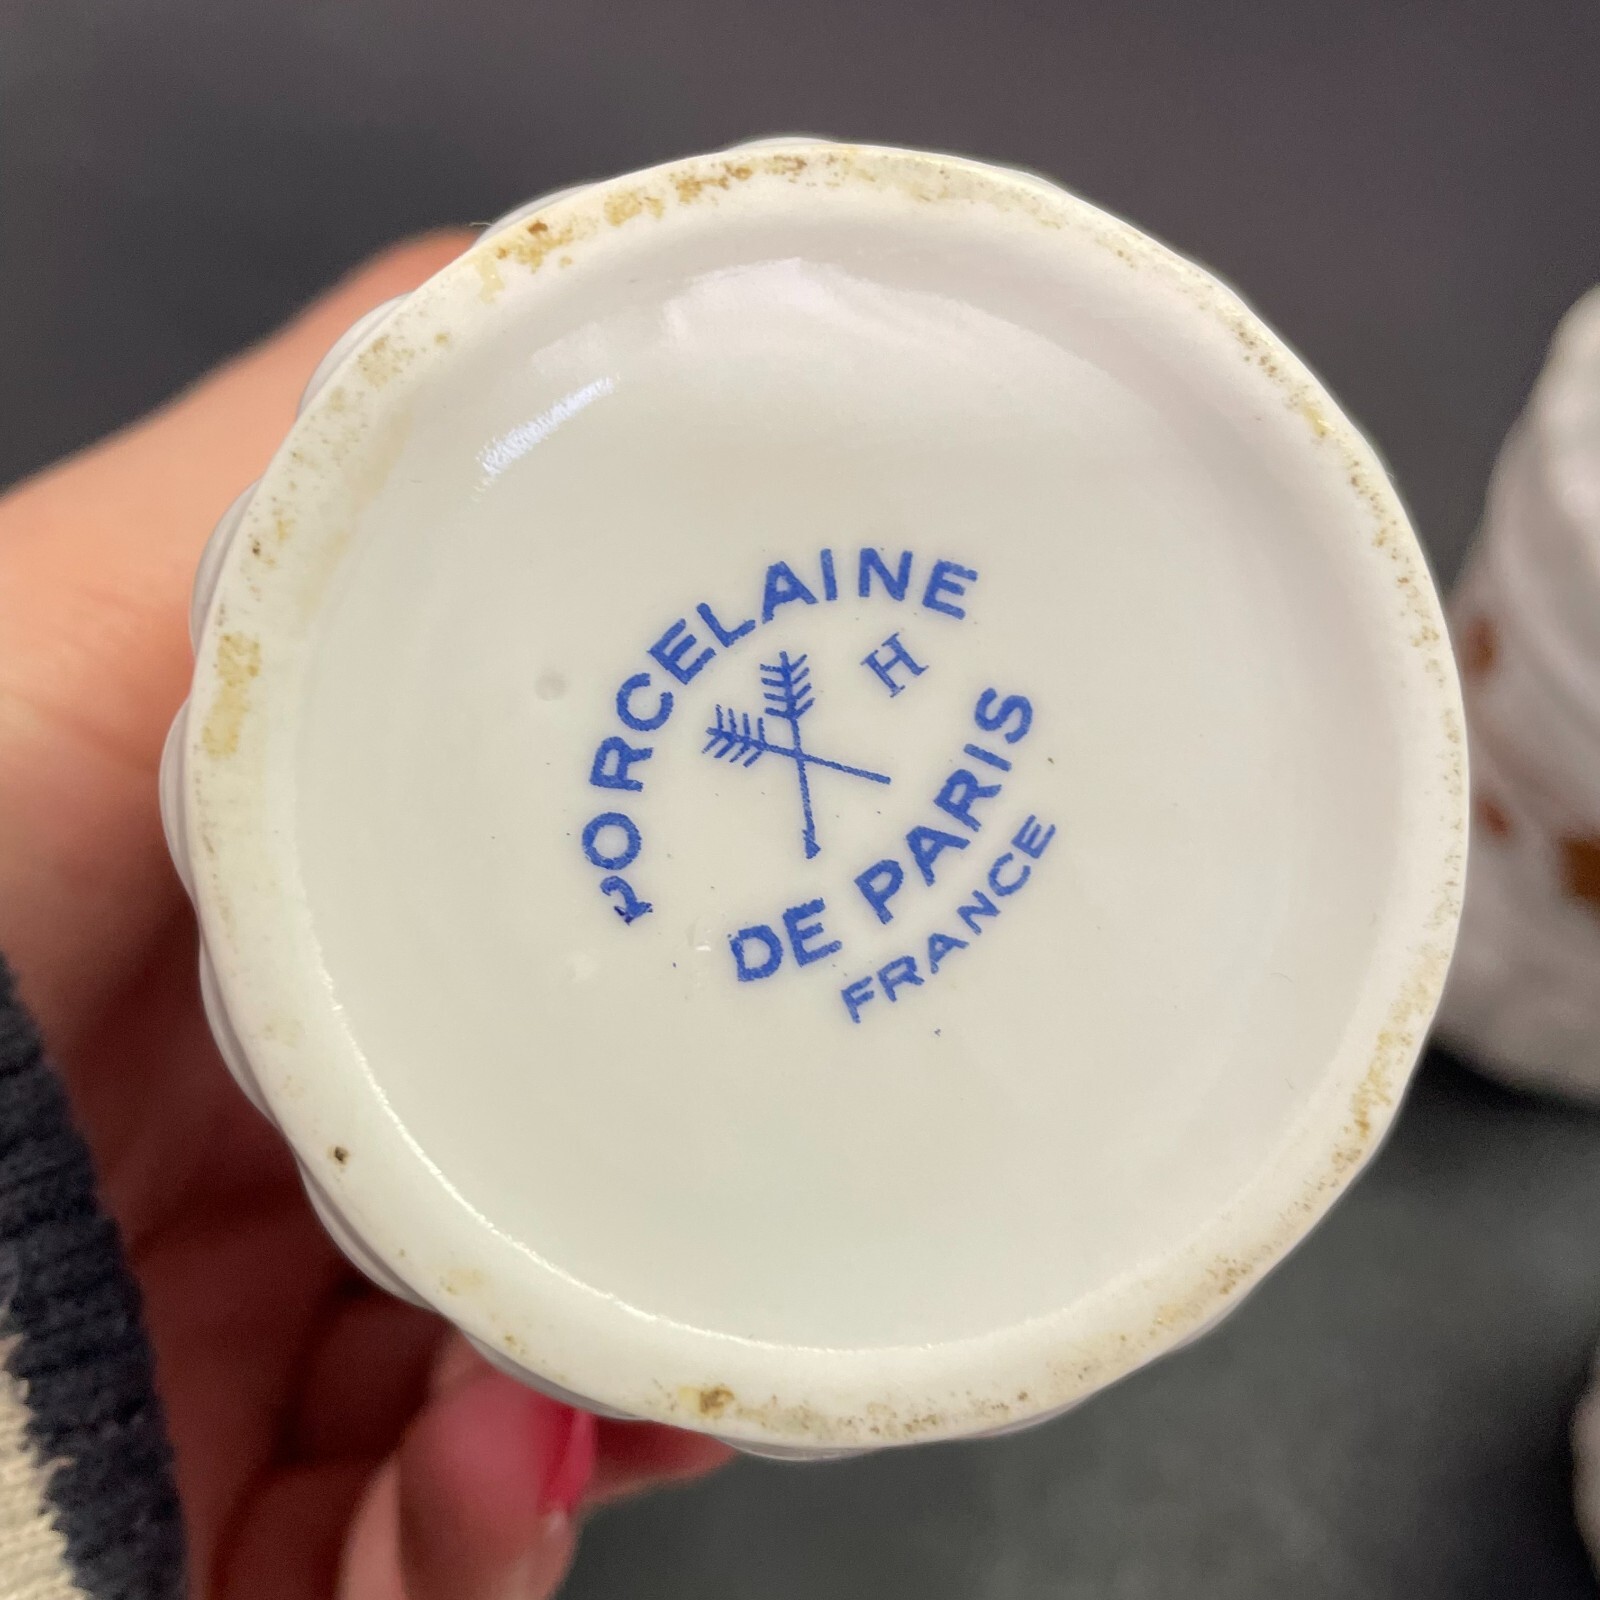 PORCELAINE
H
DE PARIS
FRANCE